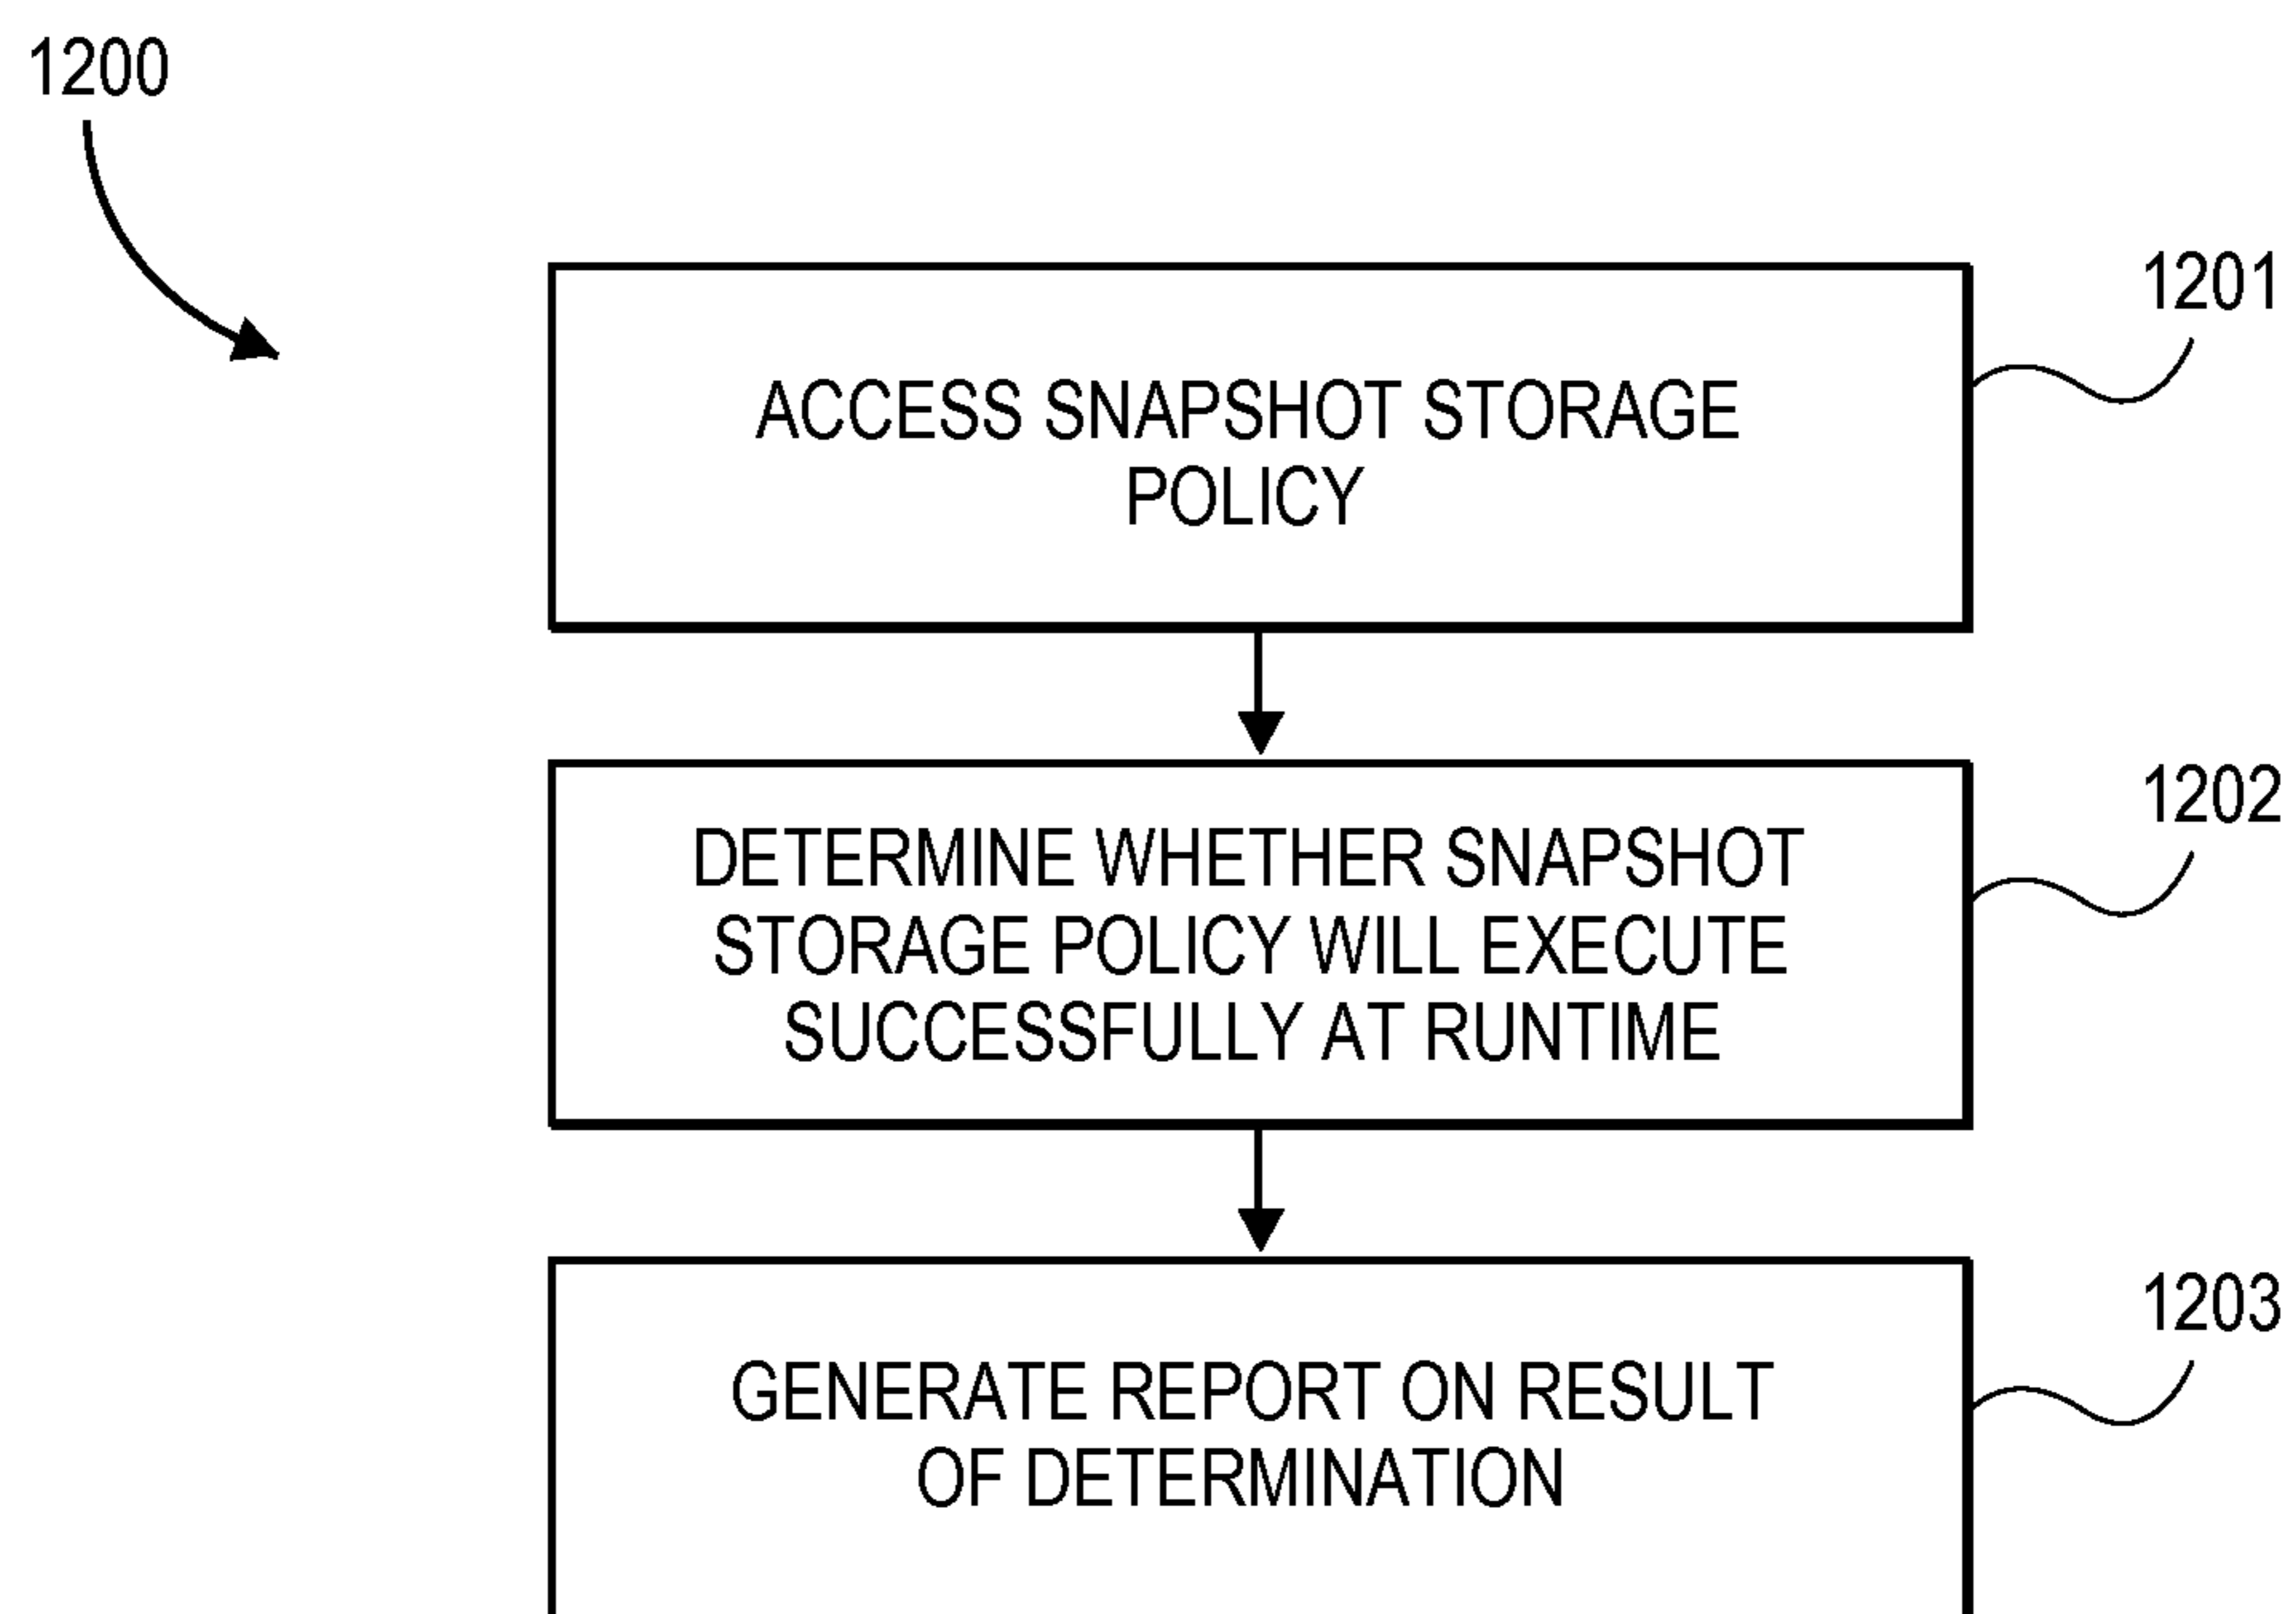 1200
1201
ACCESS SNAPSHOT STORAGE
POLICY
1202
DETERMINE WHETHER SNAPSHOT
STORAGE POLICY WILL EXECUTE
SUCCESSFULLY AT RUNTIME
1203
GENERATE REPORT ON RESULT
OF DETERMINATION